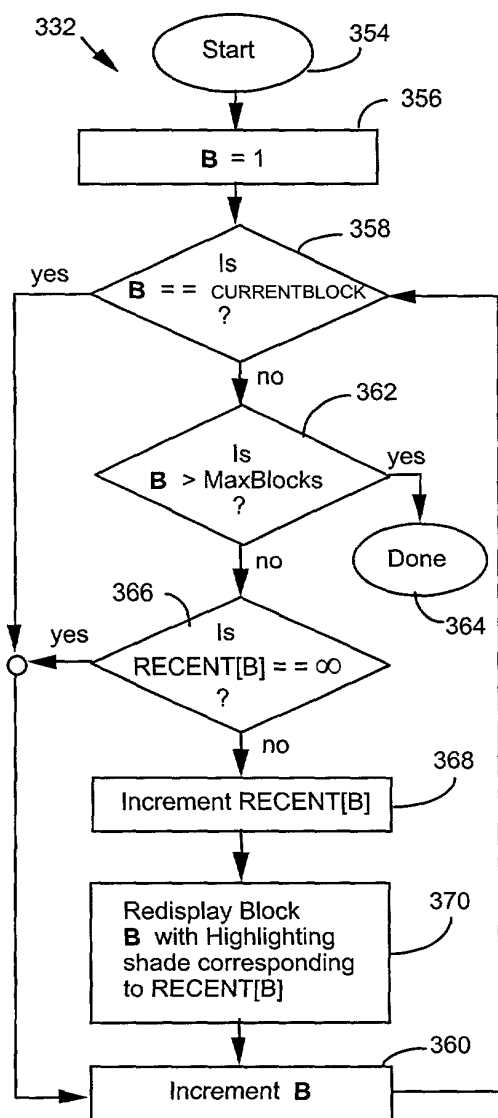 332
Start
354
356
B = 1
358
yes
Is
B == CURRENTBLOCK
?
no
362
Is
B > MaxBlocks
?
yes
no
Done
364
366
yes
Is
RECENT[B] == ∞
?
no
368
Increment RECENT[B]
370
Redisplay Block
B with Highlighting
shade corresponding
to RECENT[B]
360
Increment B